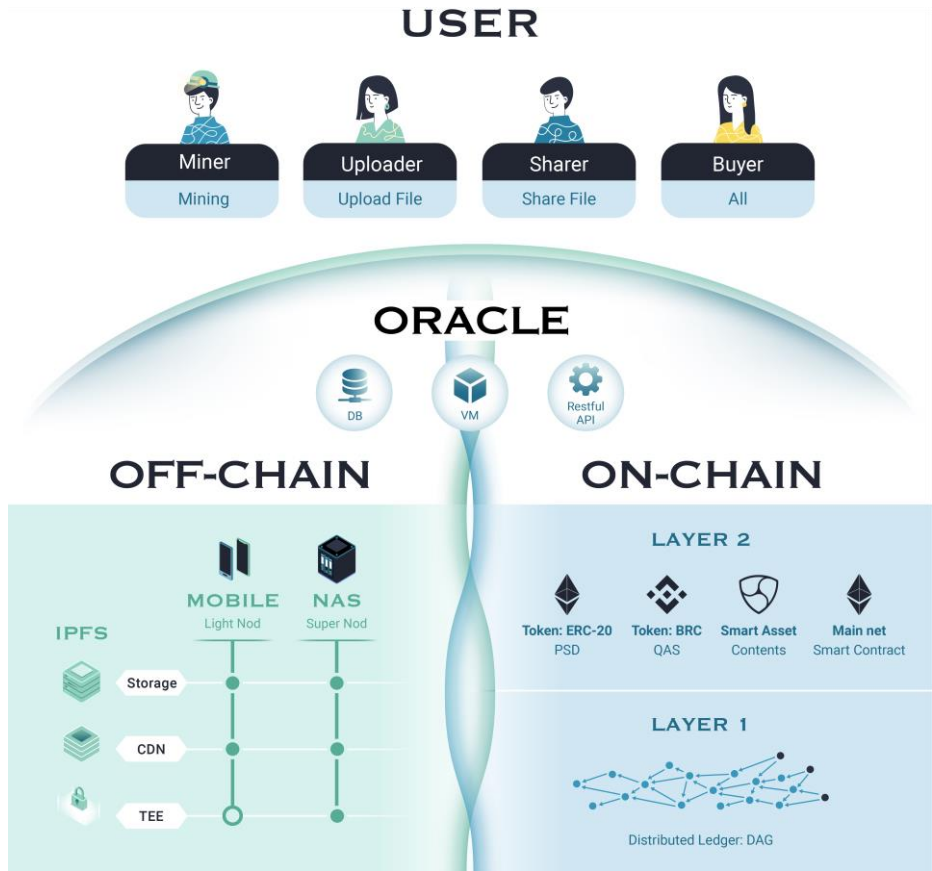 USER
Miner
Mining
Uploader
Upload File
Sharer
Share File
Buyer
All
ORACLE
DB
VM
Restful
API
OFF-CHAIN
MOBILE
Light Nod
NAS
Super Nod
IPFS
Storage
CDN
TEE
ON-CHAIN
LAYER 2
Token: ERC-20
PSD
Token: BRC
QAS
Smart Asset
Contents
Main net
Smart Contract
LAYER 1
Distributed Ledger: DAG